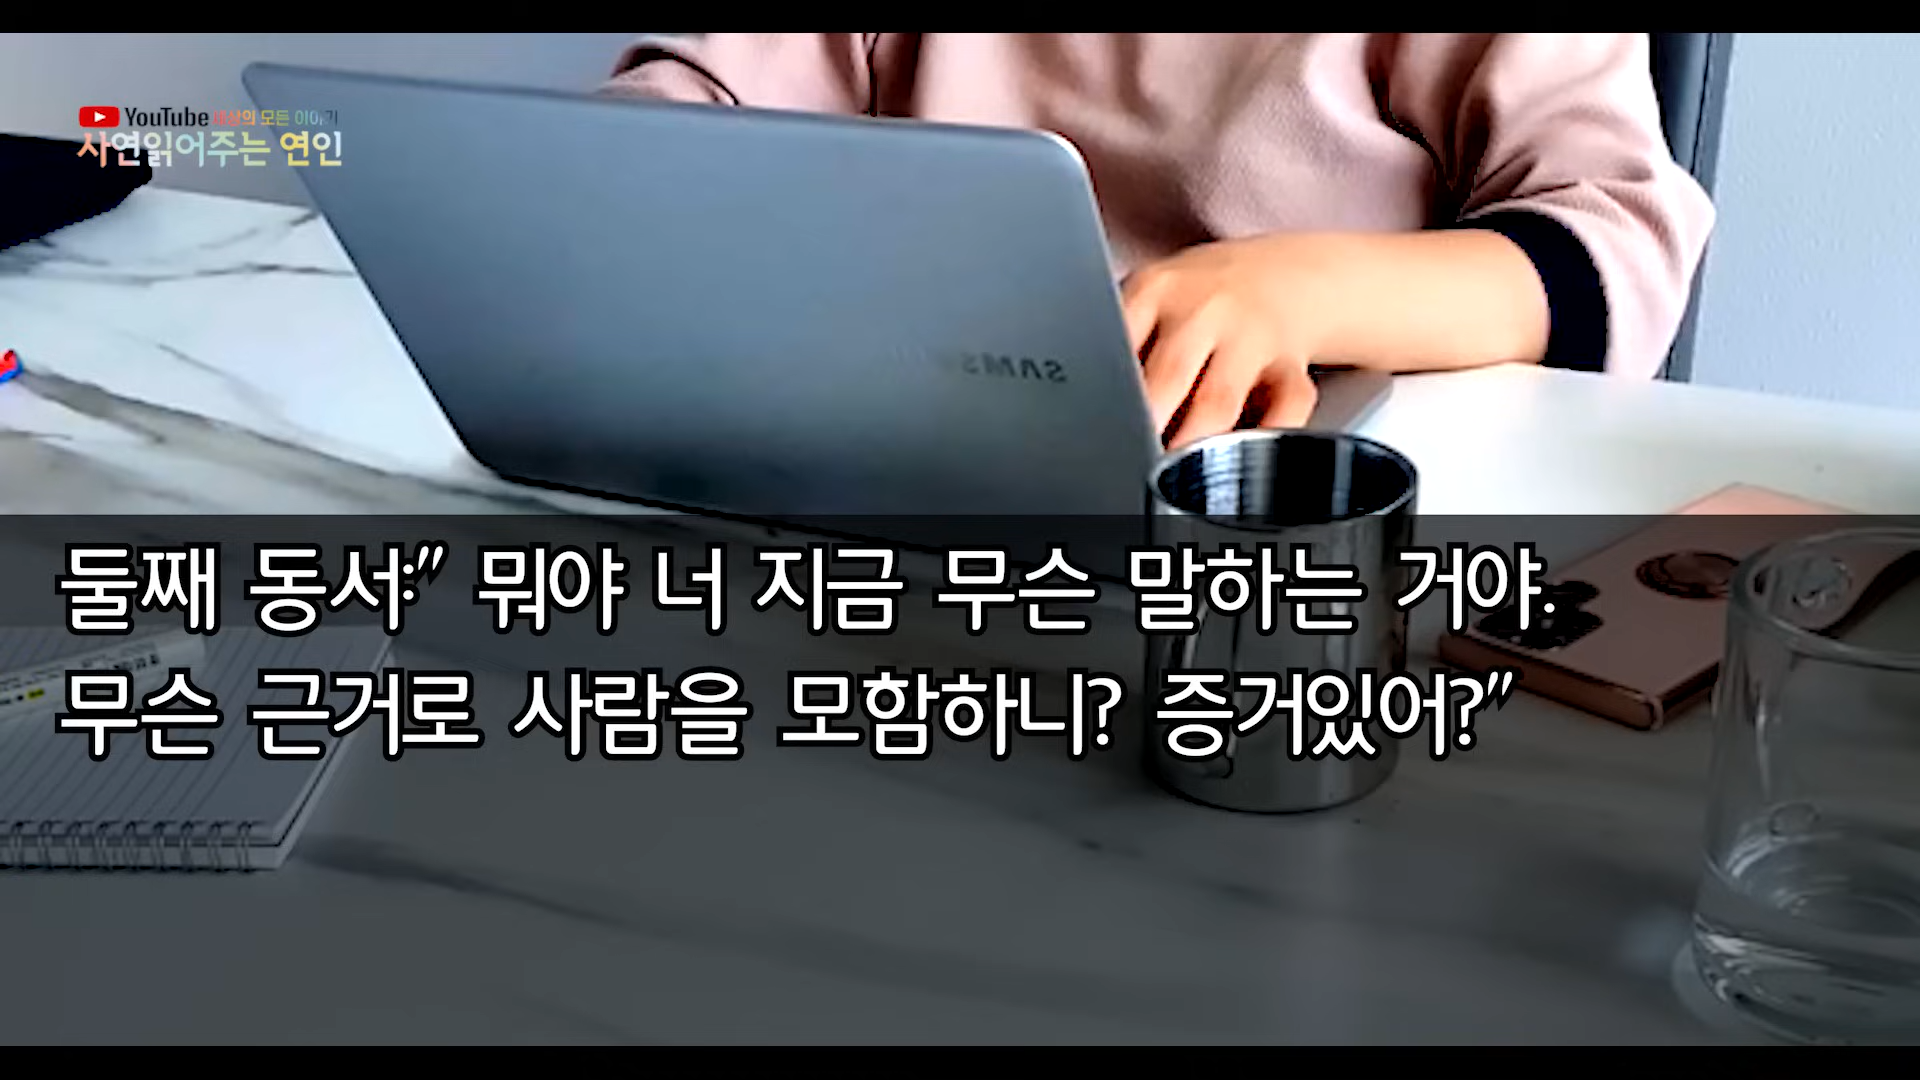 YouTube 세상의 모든 이야기
사연읽어주는 연인
SAMS
둘째 동서:" 뭐야 너 지금 무슨 말하는 거야.
무슨 근거로 사람을 모함하니? 증거있어?"